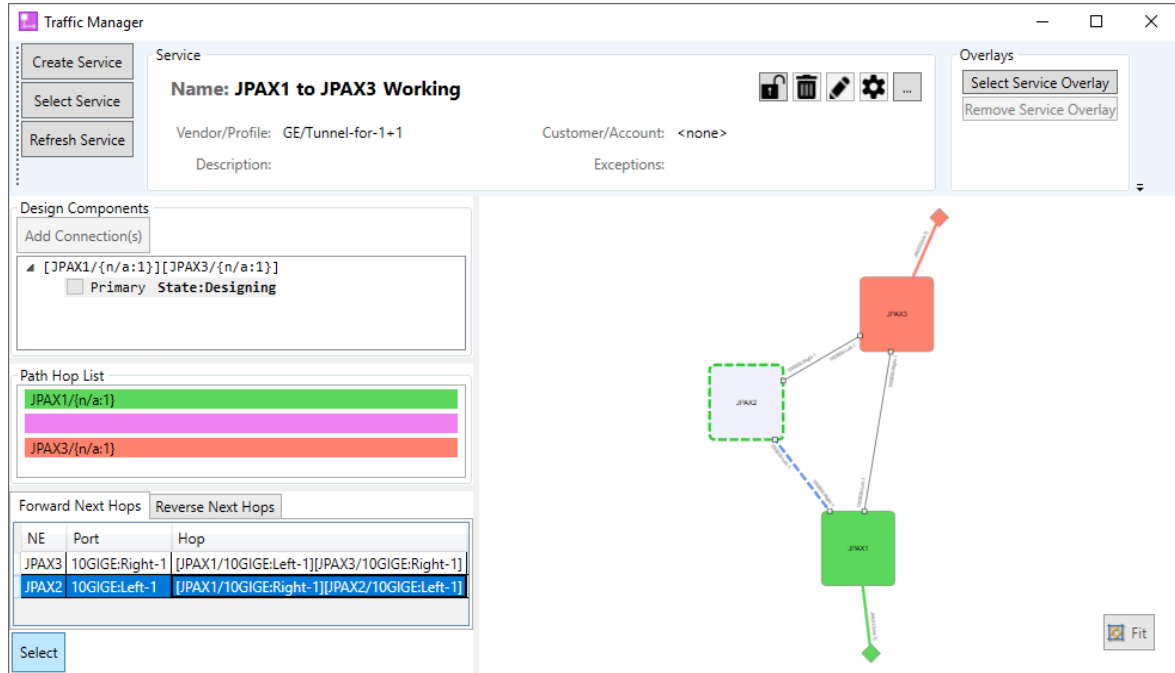 Traffic Manager
Create Service
Select Service
Refresh Service
Service
Name: JPAX1 to JPAX3 Working
...
Vendor/Profile: GE/Tunnel-for-1+1
Customer/Account: <none>
Description:
Exceptions:
Overlays
Select Service Overlay
Remove Service Overlay
Design Components
Add Connection(s)
[JPAX1/{n/a:1}][JPAX3/{n/a:1}]
Primary State:Designing
Path Hop List
JPAX1/{n/a:1}
JPAX3/{n/a:1}
Forward Next Hops Reverse Next Hops
NE Port Hop
JPAX3 10GIGE:Right-1 [JPAX1/10GIGE:Left-1][JPAX3/10GIGE:Right-1]
JPAX2 10GIGE:Left-1 [JPAX1/10GIGE:Right-1][JPAX2/10GIGE:Left-1]
Select
JPAX3
JPAX2
JPAX1
Fit